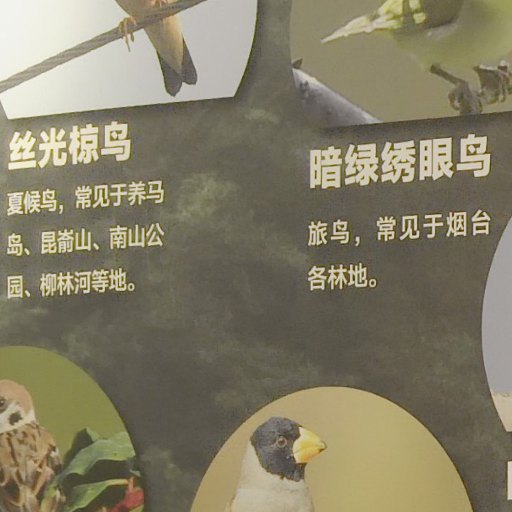 丝光椋鸟
夏候鸟，常见于养马
岛、昆嵛山、南山公
园、柳林河等地。
暗绿绣眼鸟
旅鸟，常见于烟台
各林地。